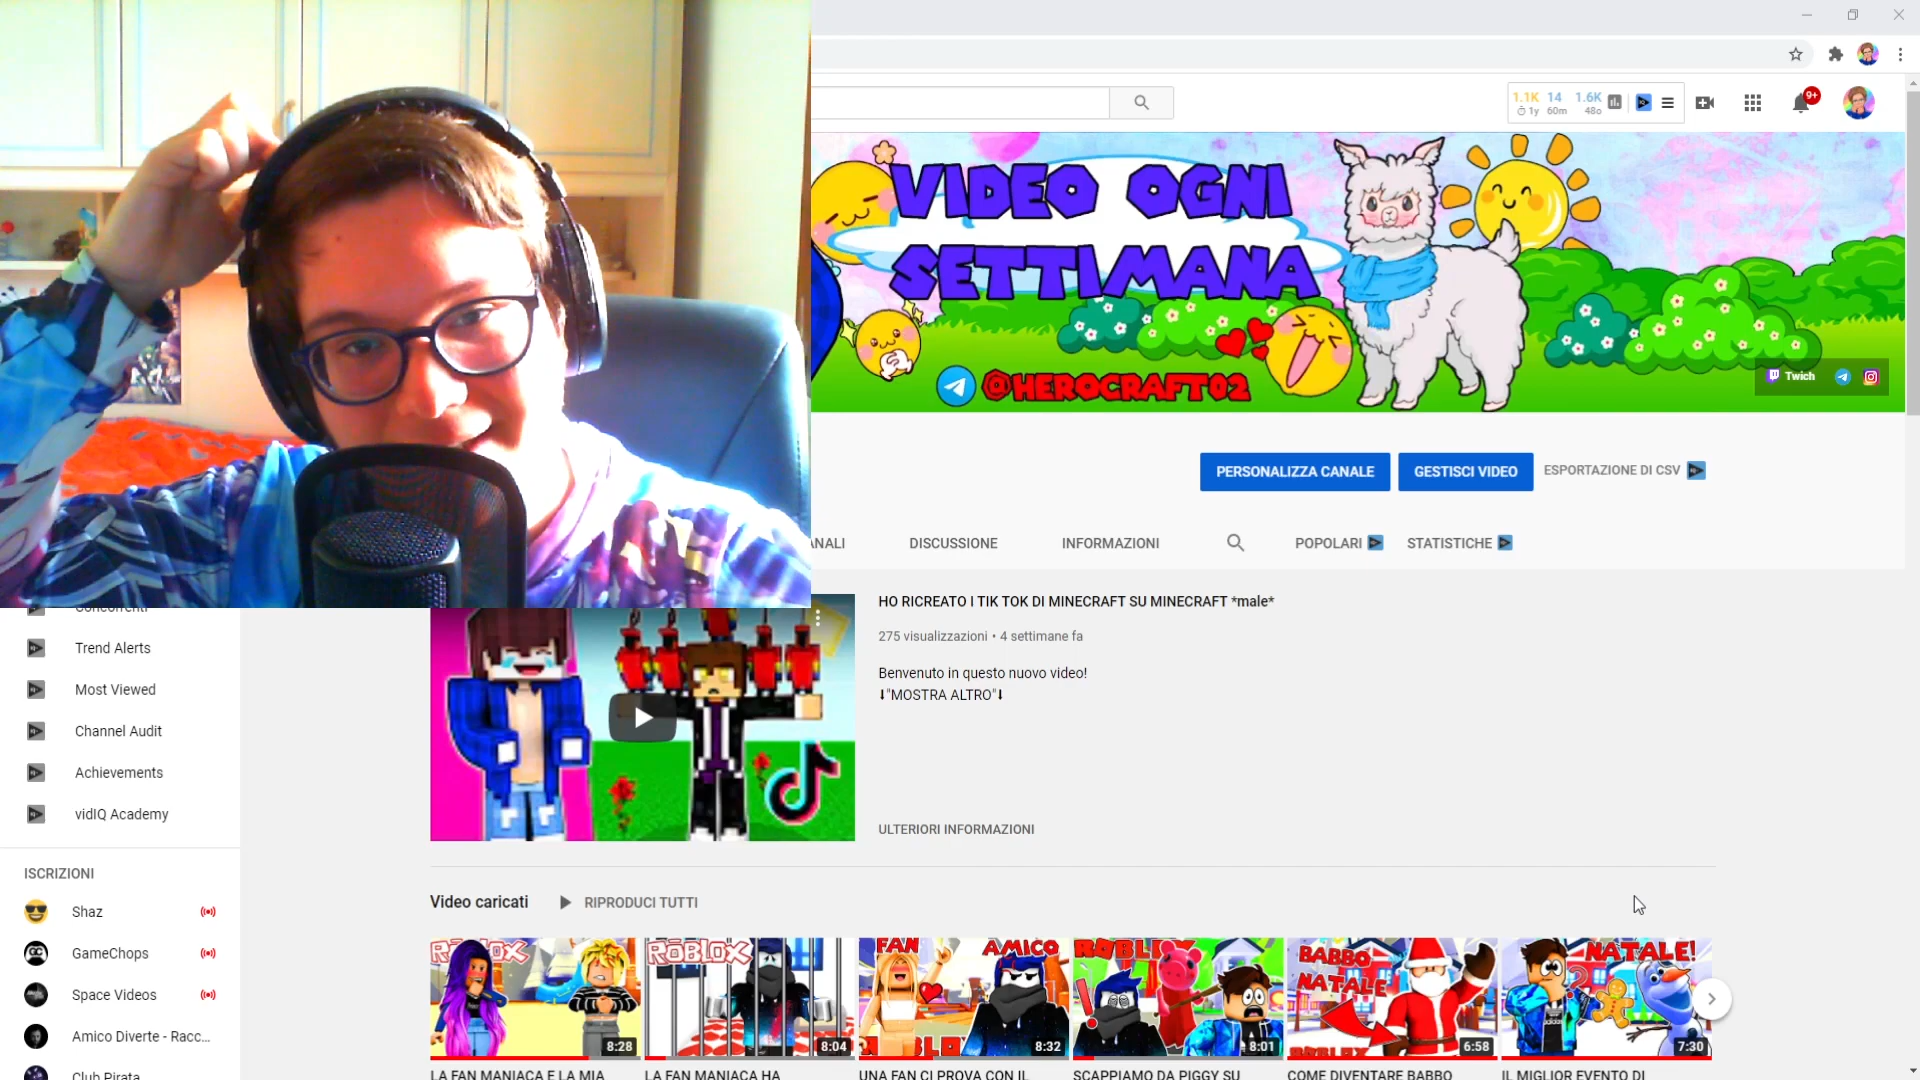 1.1K 14 1.6K
1y 60m 48o
9+
VIDEO OGNI
SETTIMANA
@HEROCRAFT02
Twich
PERSONALIZZA CANALE
GESTISCI VIDEO
ESPORTAZIONE DI CSV
ANALI
DISCUSSIONE
INFORMAZIONI
POPOLARI
STATISTICHE
Concorrenti
Trend Alerts
Most Viewed
Channel Audit
Achievements
vidIQ Academy
ISCRIZIONI
Shaz
GameChops
Space Videos
Amico Diverte - Racc...
Club Pirata
HO RICREATO I TIK TOK DI MINECRAFT SU MINECRAFT *male*
275 visualizzazioni • 4 settimane fa
Benvenuto in questo nuovo video!
⬇"MOSTRA ALTRO"⬇
ULTERIORI INFORMAZIONI
Video caricati
RIPRODUCI TUTTI
ROBLOX
8:28
LA FAN MANIACA E LA MIA
ROBLOX
8:04
LA FAN MANIACA HA
FAN AMICO
8:32
UNA FAN CI PROVA CON IL
ROBLOX
8:01
SCAPPIAMO DA PIGGY SU
BABBO
NATALE
ROBLOX
6:58
COME DIVENTARE BABBO
NATALE!
7:30
IL MIGLIOR EVENTO DI